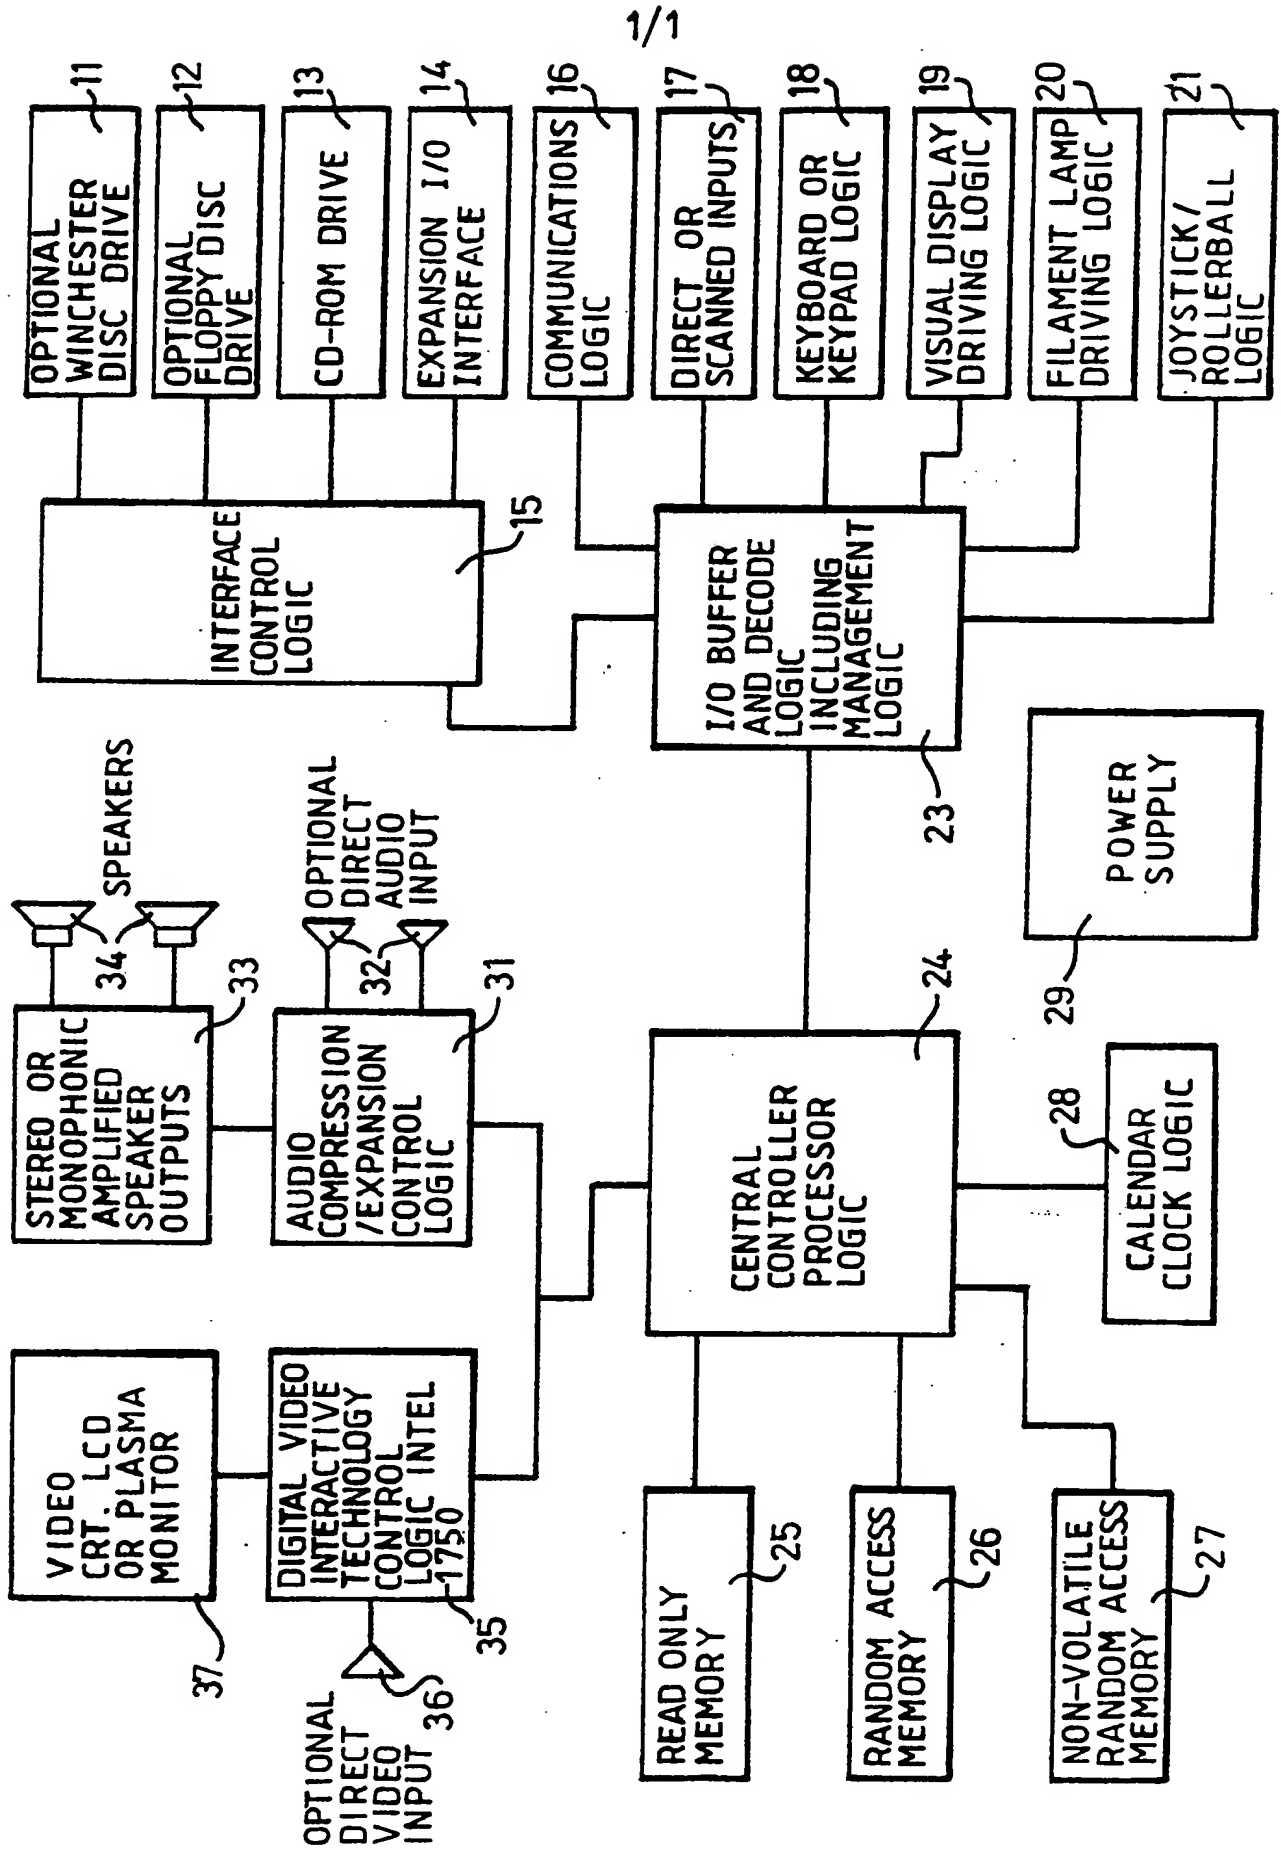 1/1
OPTIONAL
WINCHESTER
DISC DRIVE
11
OPTIONAL
FLOPPY DISC
DRIVE
12
CD-ROM DRIVE
13
EXPANSION I/O
INTERFACE
14
COMMUNICATIONS
LOGIC
16
DIRECT OR
SCANNED INPUTS
17
KEYBOARD OR
KEYPAD LOGIC
18
VISUAL DISPLAY
DRIVING LOGIC
19
FILAMENT LAMP
DRIVING LOGIC
20
JOYSTICK/
ROLLERBALL
LOGIC
21
INTERFACE
CONTROL
LOGIC
15
I/O BUFFER
AND DECODE
LOGIC
INCLUDING
MANAGEMENT
LOGIC
23
SPEAKERS
34
OPTIONAL
DIRECT
AUDIO
INPUT
32
POWER
SUPPLY
29
STEREO OR
MONOPHONIC
AMPLIFIED
SPEAKER
OUTPUTS
33
AUDIO
COMPRESSION
/EXPANSION
CONTROL
LOGIC
31
CENTRAL
CONTROLLER
PROCESSOR
LOGIC
24
CALENDAR
CLOCK LOGIC
28
VIDEO
CRT. LCD
OR PLASMA
MONITOR
37
DIGITAL VIDEO
INTERACTIVE
TECHNOLOGY
CONTROL
LOGIC INTEL
1750
35
OPTIONAL
DIRECT
VIDEO
INPUT
36
READ ONLY
MEMORY
25
RANDOM ACCESS
MEMORY
26
NON-VOLATILE
RANDOM ACCESS
MEMORY
27